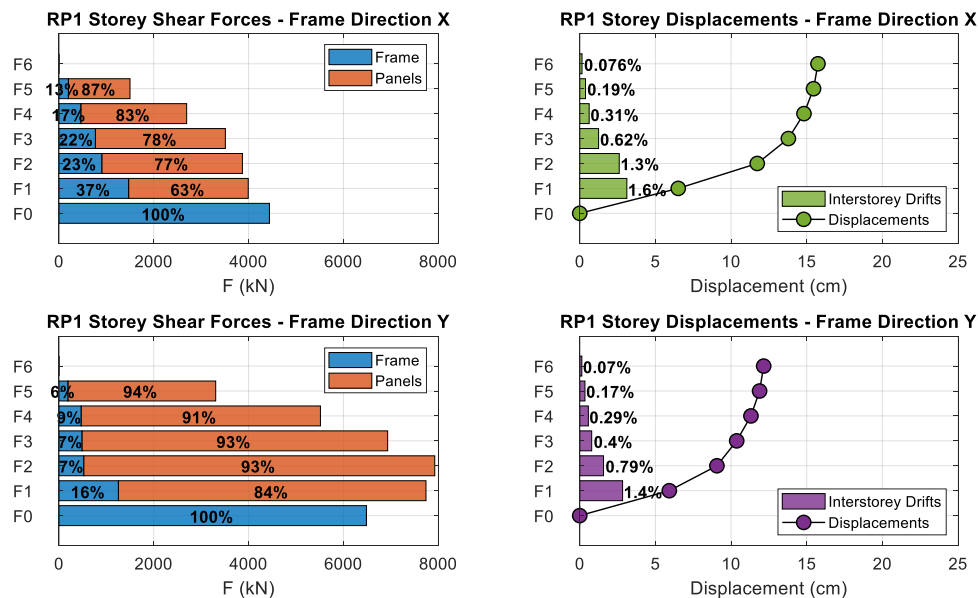 RP1 Storey Shear Forces - Frame Direction X
Frame
Panels
F6
F5
F4
F3
F2
F1
F0
13% 87%
17% 83%
22% 78%
23% 77%
37% 63%
100%
0 2000 4000 6000 8000
F (kN)
RP1 Storey Displacements - Frame Direction X
F6
F5
F4
F3
F2
F1
F0
0.076%
0.19%
0.31%
0.62%
1.3%
1.6%
Interstorey Drifts
Displacements
0 5 10 15 20 25
Displacement (cm)
RP1 Storey Shear Forces - Frame Direction Y
Frame
Panels
F6
F5
F4
F3
F2
F1
F0
6% 94%
9% 91%
7% 93%
7% 93%
16% 84%
100%
0 2000 4000 6000 8000
F (kN)
RP1 Storey Displacements - Frame Direction Y
F6
F5
F4
F3
F2
F1
F0
0.07%
0.17%
0.29%
0.4%
0.79%
1.4%
Interstorey Drifts
Displacements
0 5 10 15 20 25
Displacement (cm)